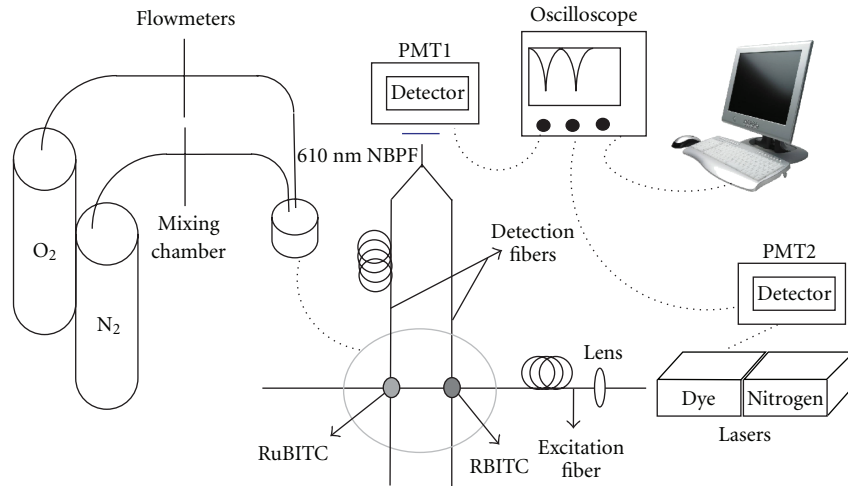 Flowmeters
Oscilloscope
PMT1
Detector
610 nm NBPF
Mixing
chamber
O₂
N₂
Detection
fibers
PMT2
Detector
Lens
Dye
Nitrogen
Lasers
RuBITC
RBITC
Excitation
fiber